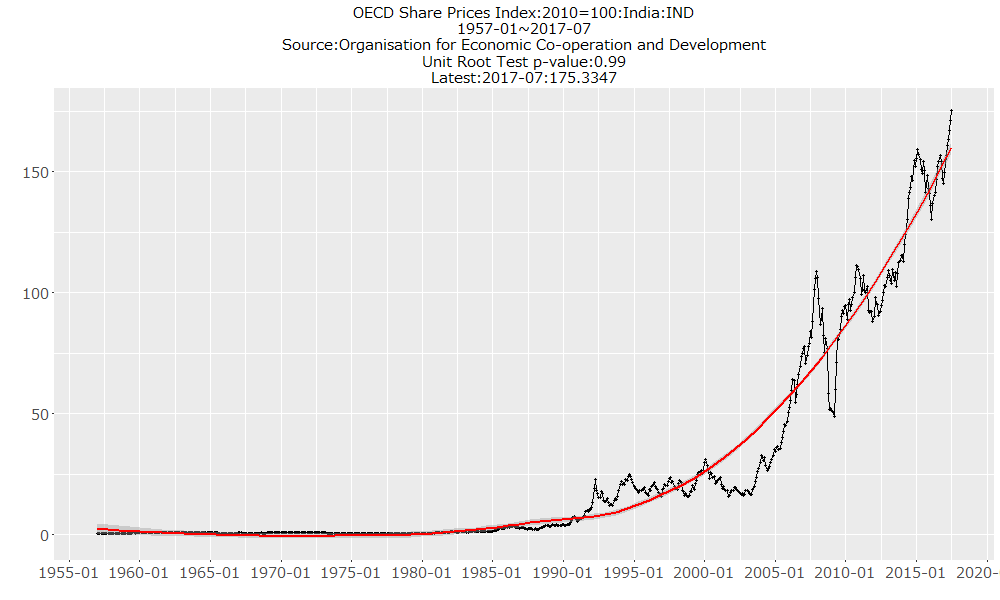 OECD Share Prices Index:2010=100:India:IND
1957-01~2017-07
Source:Organisation for Economic Co-operation and Development
Unit Root Test p-value:0.99
Latest:2017-07:175.3347
150
100
50
0
1955-01 1960-01 1965-01 1970-01 1975-01 1980-01 1985-01 1990-01 1995-01 2000-01 2005-01 2010-01 2015-01 2020-